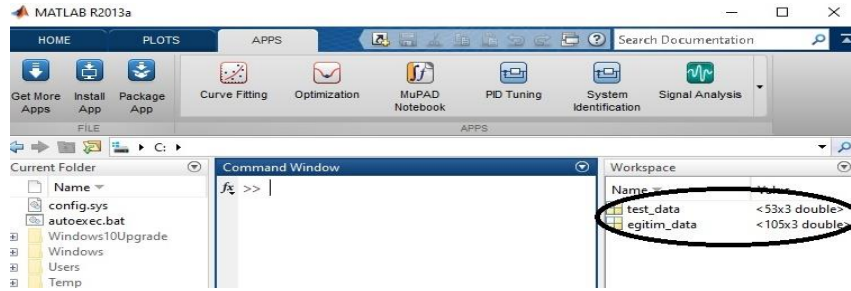 MATLAB R2013a
HOME PLOTS APPS Search Documentation
Get More Apps
Install App
Package App
Curve Fitting
Optimization
MuPAD Notebook
PID Tuning
System Identification
Signal Analysis
FILE APPS
C:
Current Folder
Name
config.sys
autoexec.bat
Windows10Upgrade
Windows
Users
Temp
Command Window
fx >>
Workspace
Name Value
test_data <53x3 double>
egitim_data <105x3 double>